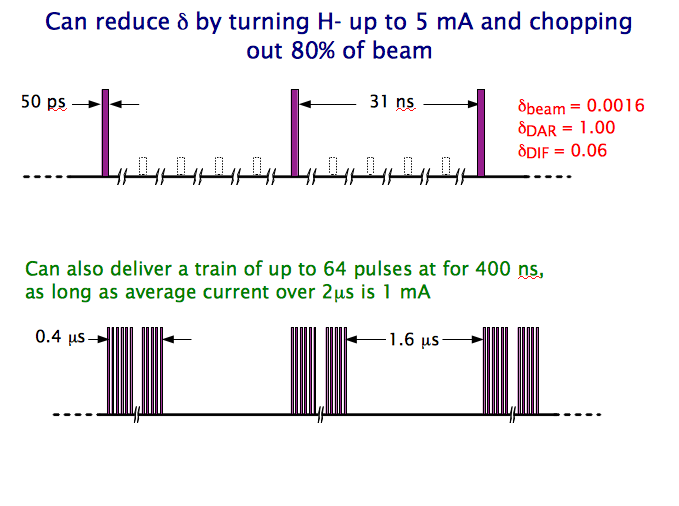 Can reduce δ by turning H- up to 5 mA and chopping
out 80% of beam
50 ps
31 ns
δbeam = 0.0016
δDAR = 1.00
δDIF = 0.06
Can also deliver a train of up to 64 pulses at for 400 ns,
as long as average current over 2μs is 1 mA
0.4 μs
1.6 μs